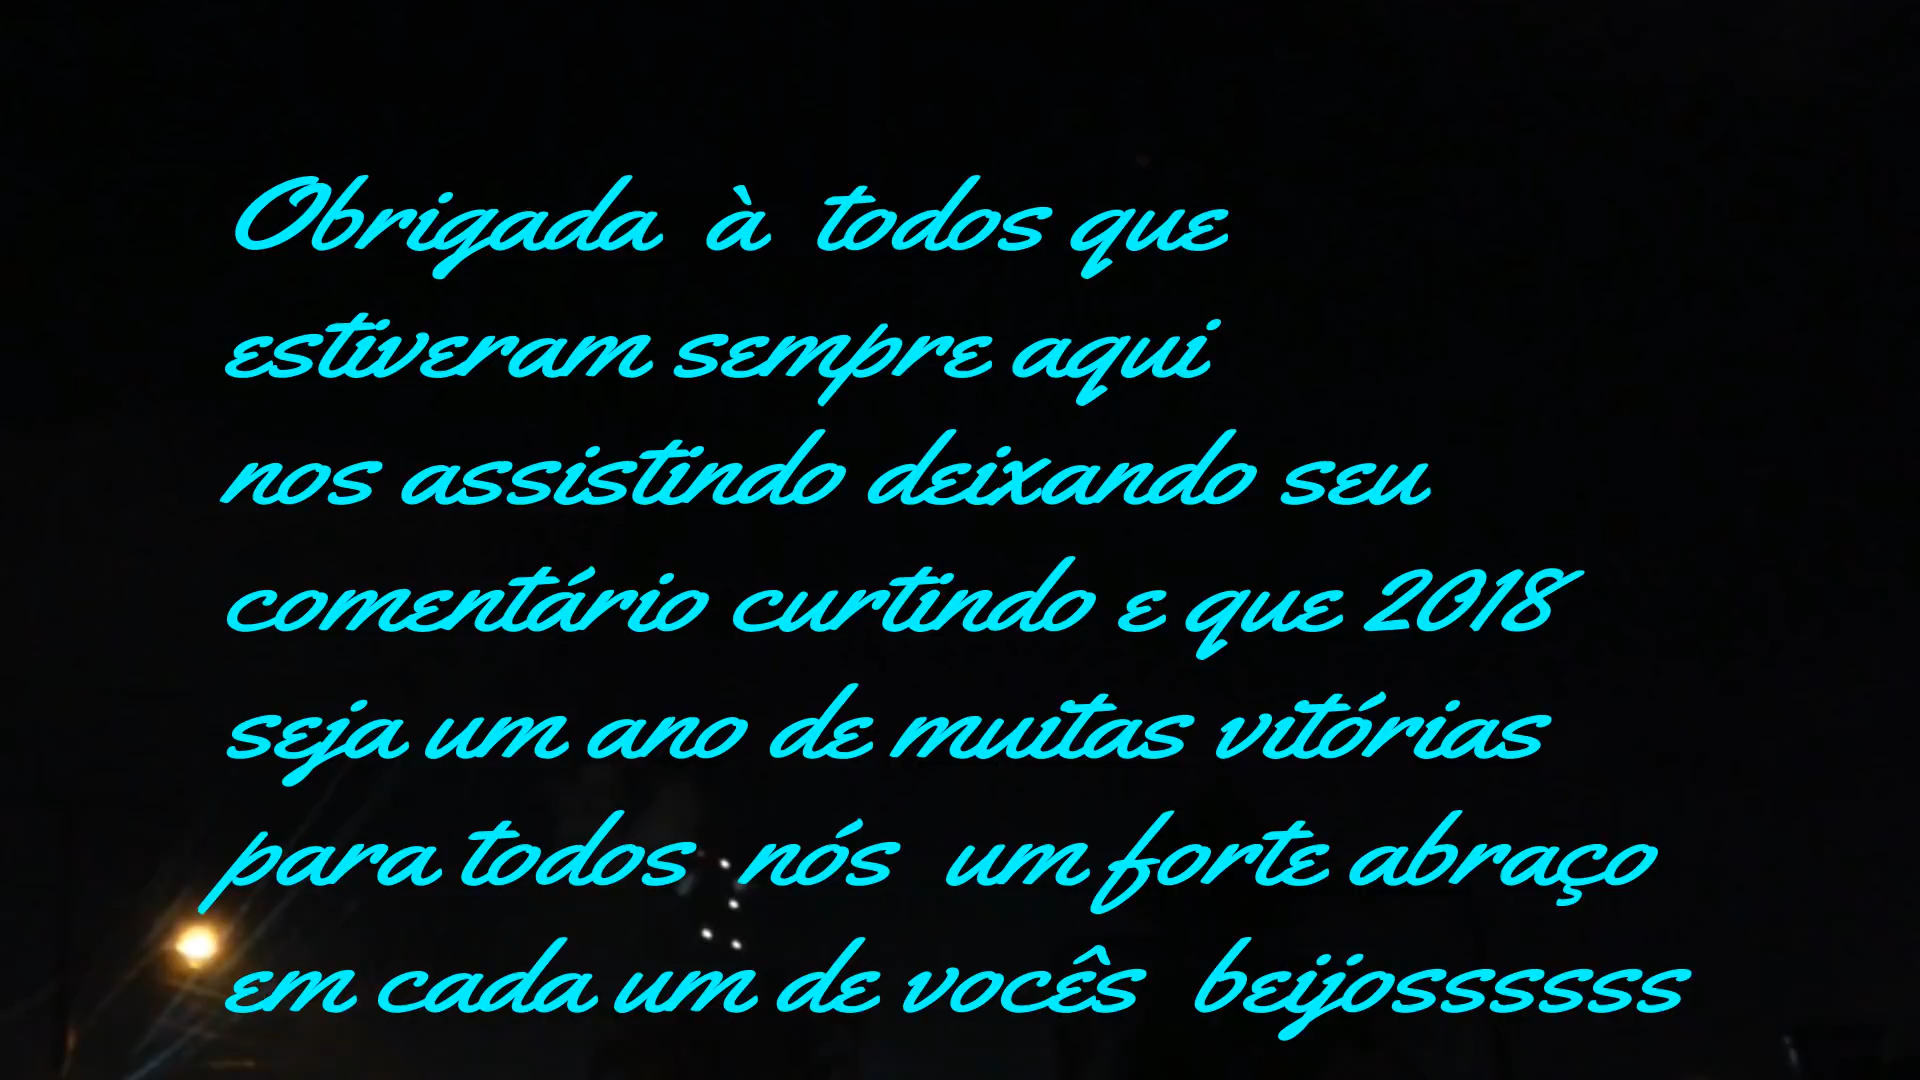 Obrigada à todos que
estiveram sempre aqui
nos assistindo deixando seu
comentário curtindo e que 2018
seja um ano de muitas vitórias
para todos nós um forte abraço
em cada um de vocês beijossssss